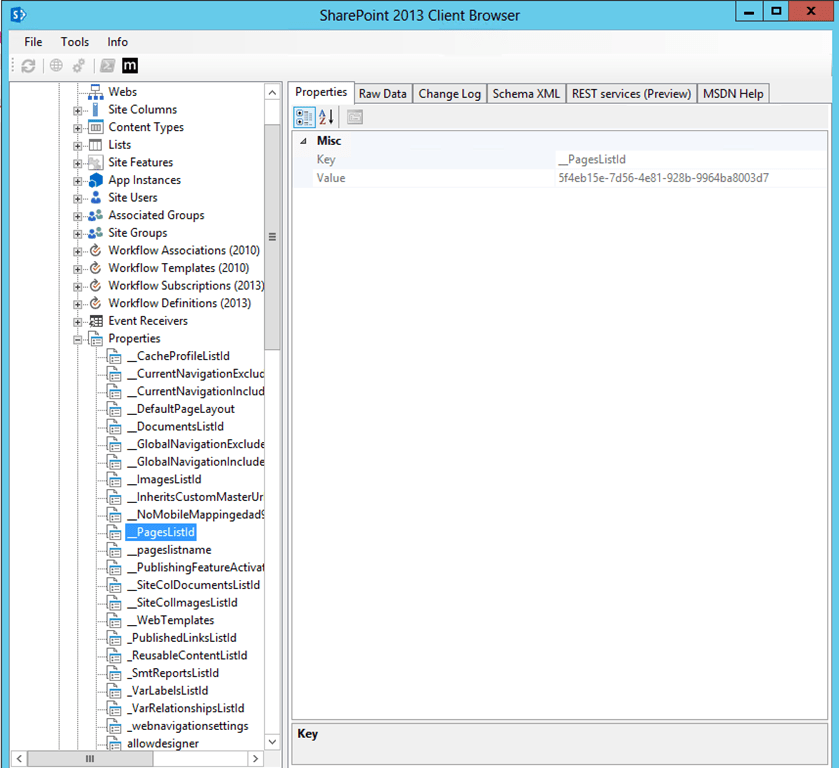 SharePoint 2013 Client Browser
File Tools Info
m
Webs
Site Columns
Content Types
Lists
Site Features
App Instances
Site Users
Associated Groups
Site Groups
Workflow Associations (2010)
Workflow Templates (2010)
Workflow Subscriptions (2013)
Workflow Definitions (2013)
Event Receivers
Properties
__CacheProfileListId
__CurrentNavigationExclud
__CurrentNavigationInclud
__DefaultPageLayout
__DocumentsListId
__GlobalNavigationExclude
__GlobalNavigationInclude
__ImagesListId
__InheritsCustomMasterUr
__NoMobileMappingedad9
__PagesListId
__pageslistname
__PublishingFeatureActivat
__SiteColDocumentsListId
__SiteColImagesListId
__WebTemplates
_PublishedLinksListId
_ReusableContentListId
_SmtReportsListId
_VarLabelsListId
_VarRelationshipsListId
_webnavigationsettings
allowdesigner
Properties Raw Data Change Log Schema XML REST services (Preview) MSDN Help
Misc
Key __PagesListId
Value 5f4eb15e-7d56-4e81-928b-9964ba8003d7
Key